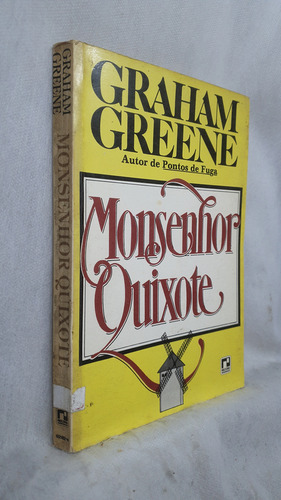 GRAHAM
GREENE
MONSENHOR QUIXOTE
GRAHAM
GREENE
Autor de Pontos de Fuga
Monsenhor
Quixote